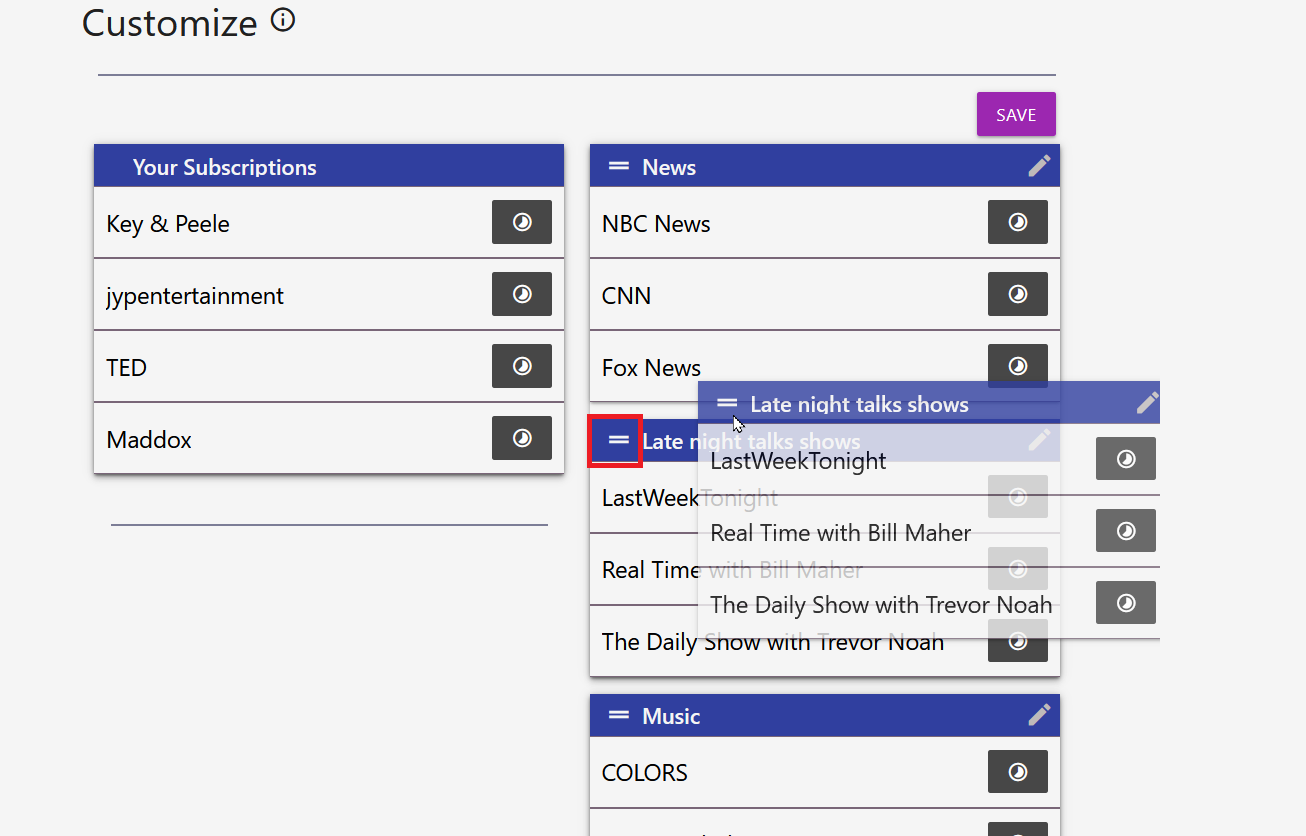 Customize
SAVE
Your Subscriptions
Key & Peele
jypentertainment
TED
Maddox
News
NBC News
CNN
Fox News
Late night talks shows
LastWeekTonight
Real Time with Bill Maher
The Daily Show with Trevor Noah
Late night talks shows
LastWeekTonight
Real Time with Bill Maher
The Daily Show with Trevor Noah
Music
COLORS